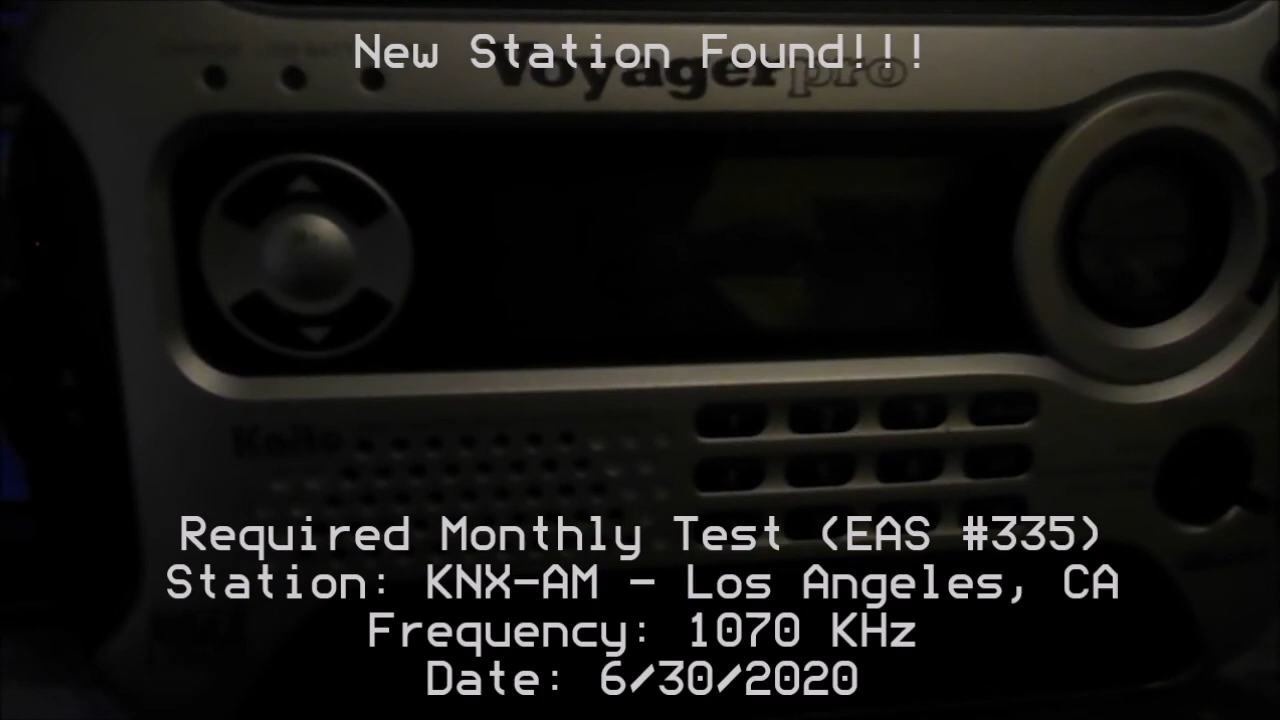 New Station Found!!!
Voyager pro
Kaito
Required Monthly Test (EAS #335)
Station: KNX-AM - Los Angeles, CA
Frequency: 1070 KHz
Date: 6/30/2020